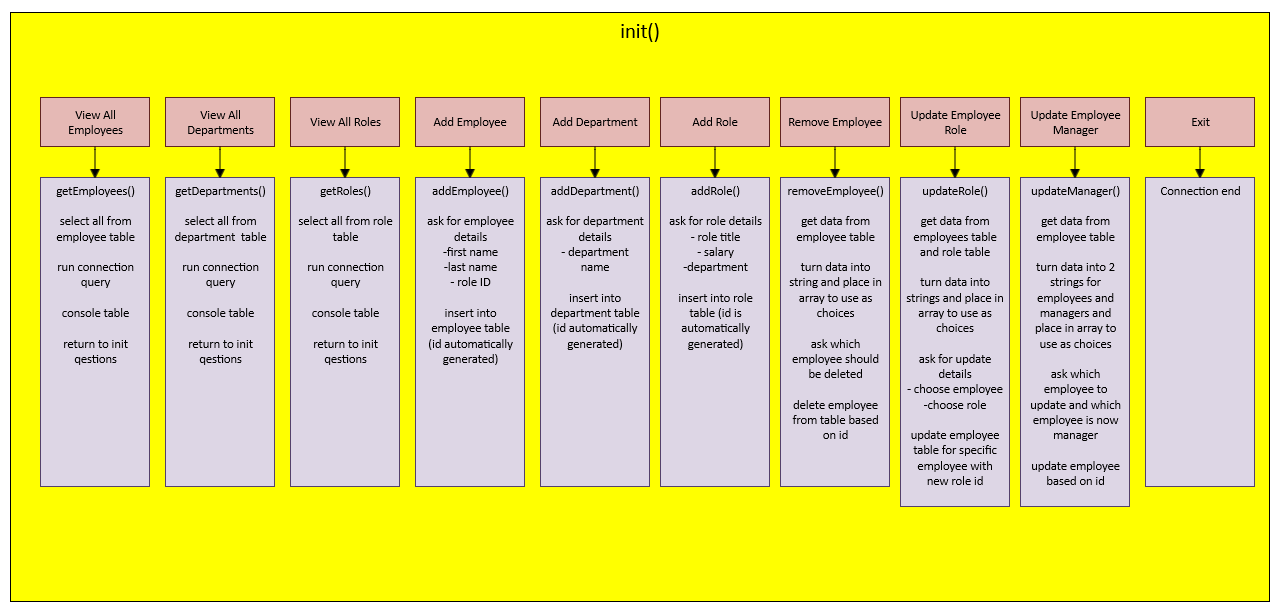 init()
View All
Employees
View All
Departments
View All Roles
Add Employee
Add Department
Add Role
Remove Employee
Update Employee
Role
Update Employee
Manager
Exit
getEmployees()
select all from
employee table
run connection
query
console table
return to init
qestions
getDepartments()
select all from
department  table
run connection
query
console table
return to init
qestions
getRoles()
select all from role
table
run connection
query
console table
return to init
qestions
addEmployee()
ask for employee
details
-first name
-last name
- role ID
insert into
employee table
(id automatically
generated)
addDepartment()
ask for department
details
- department
name
insert into
department table
(id automatically
generated)
addRole()
ask for role details
- role title
- salary
-department
insert into role
table (id is
automatically
generated)
removeEmployee()
get data from
employee table
turn data into
string and place in
array to use as
choices
ask which
employee should
be deleted
delete employee
from table based
on id
updateRole()
get data from
employees table
and role table
turn data into
strings and place in
array to use as
choices
ask for update
details
- choose employee
-choose role
update employee
table for specific
employee with
new role id
updateManager()
get data from
employee table
turn data into 2
strings for
employees and
managers and
place in array to
use as choices
ask which
employee to
update and which
employee is now
manager
update employee
based on id
Connection end